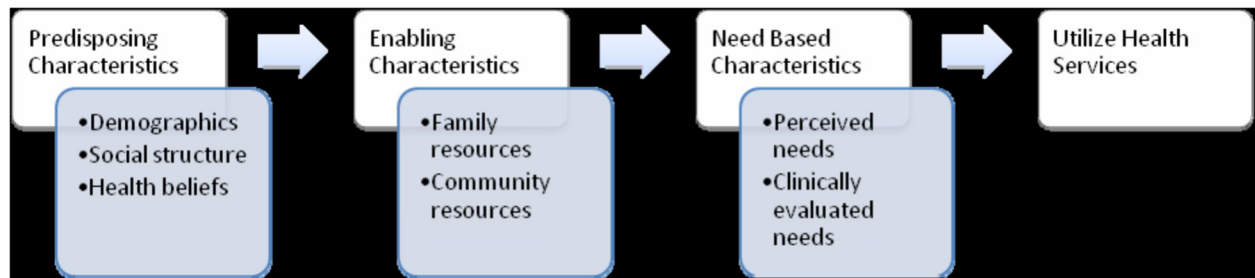 Predisposing
Characteristics
•Demographics
•Social structure
•Health beliefs
Enabling
Characteristics
•Family
resources
•Community
resources
Need Based
Characteristics
•Perceived
needs
•Clinically
evaluated
needs
Utilize Health
Services